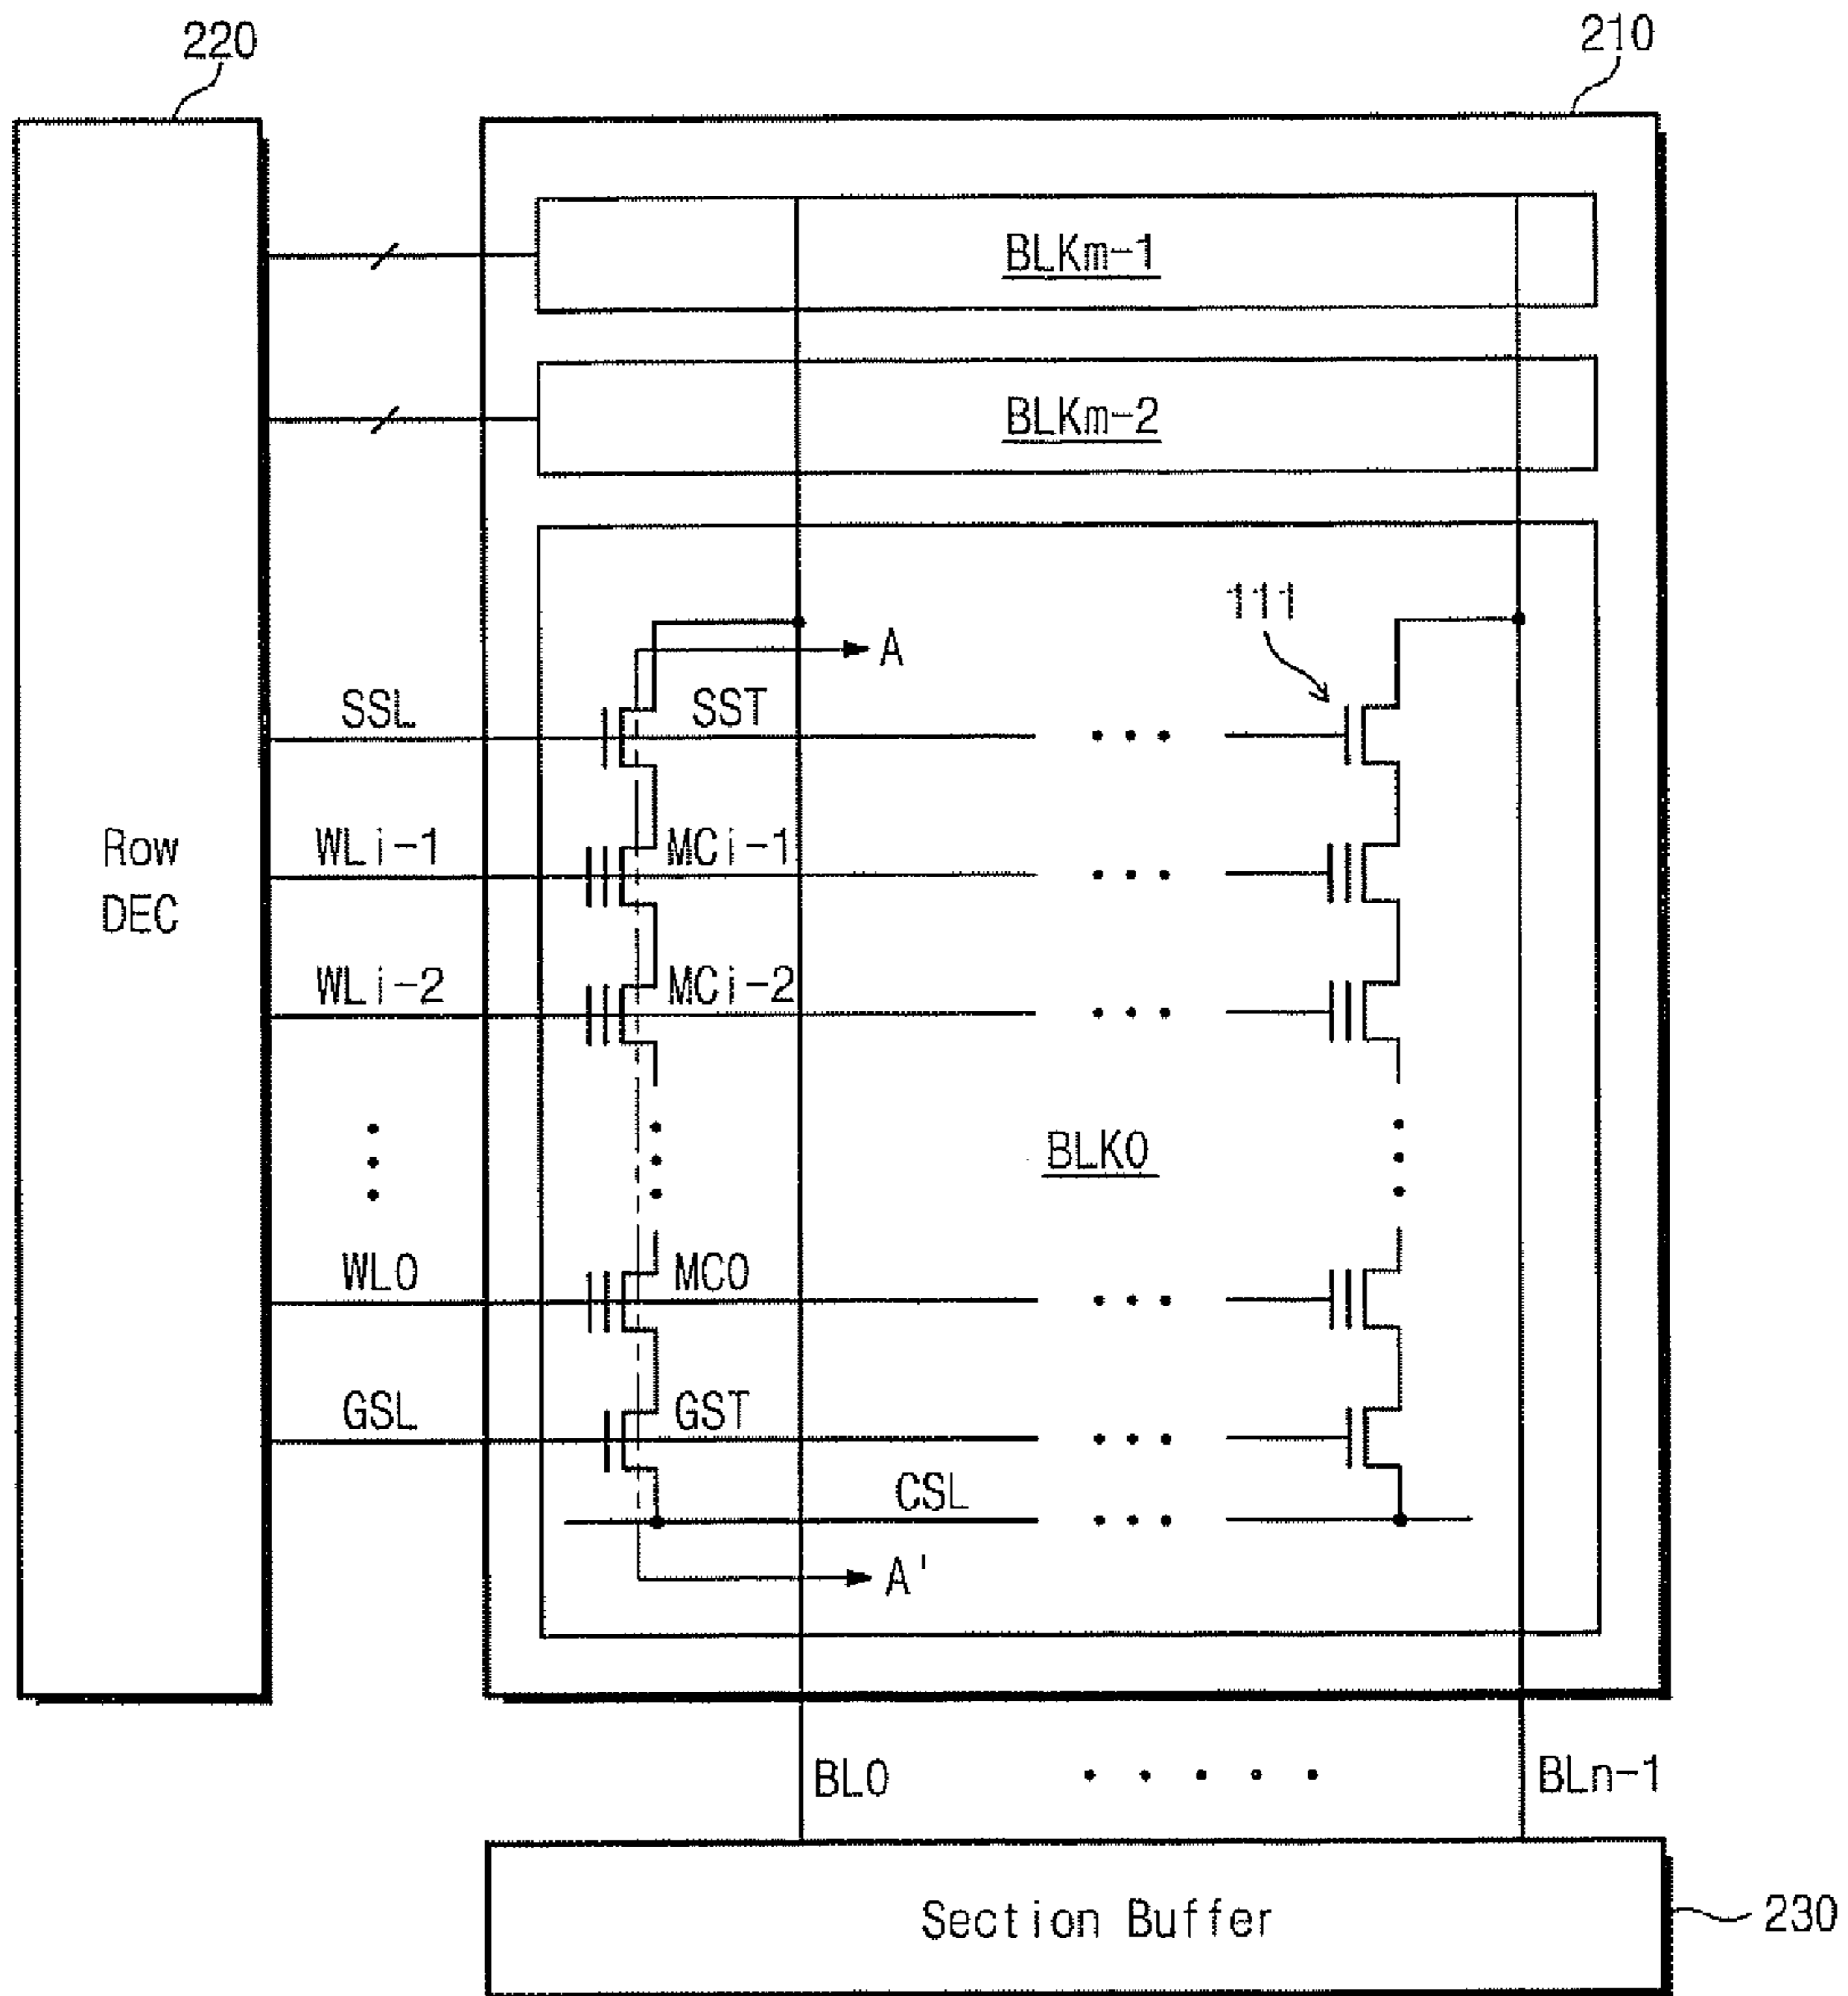 220
210
BLKm-1
BLKm-2
111
A
SSL SST
Row
DEC
WLi-1 MCi-1
WLi-2 MCi-2
BLK0
WL0 MC0
GSL GST
CSL
A'
BL0 BLn-1
Section Buffer
230